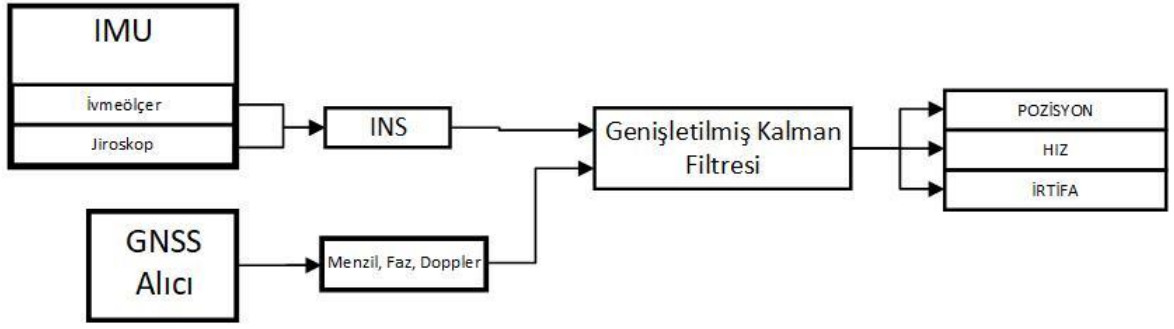 IMU
İvmeölçer
Jiroskop
INS
GNSS
Alıcı
Menzil, Faz, Doppler
Genişletilmiş Kalman
Filtresi
POZİSYON
HIZ
İRTİFA